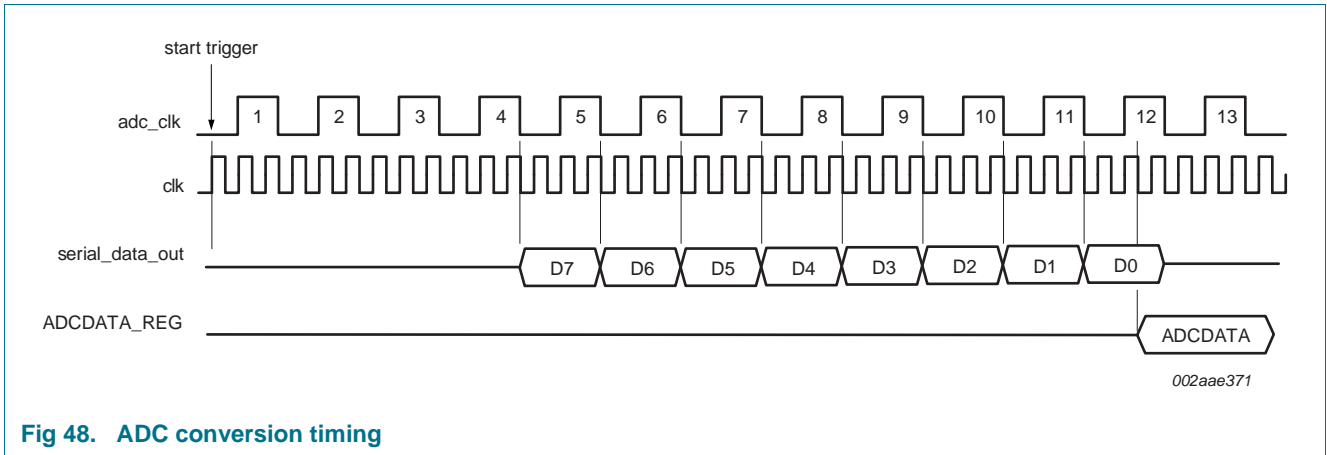 start trigger
adc_clk
1 2 3 4 5 6 7 8 9 10 11 12 13
clk
serial_data_out
D7 D6 D5 D4 D3 D2 D1 D0
ADCDATA_REG
ADCDATA
002aae371
Fig 48. ADC conversion timing